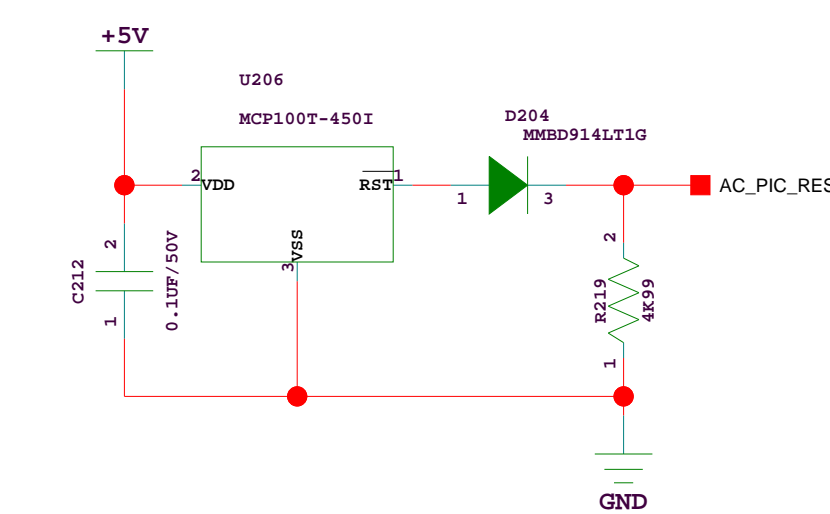 +5V
U206
MCP100T-450I
D204
MMBD914LT1G
2
VDD
RST
1
1
3
AC_PIC_RES
VSS
3
2
C212
0.1UF/50V
1
2
R219
4K99
1
GND